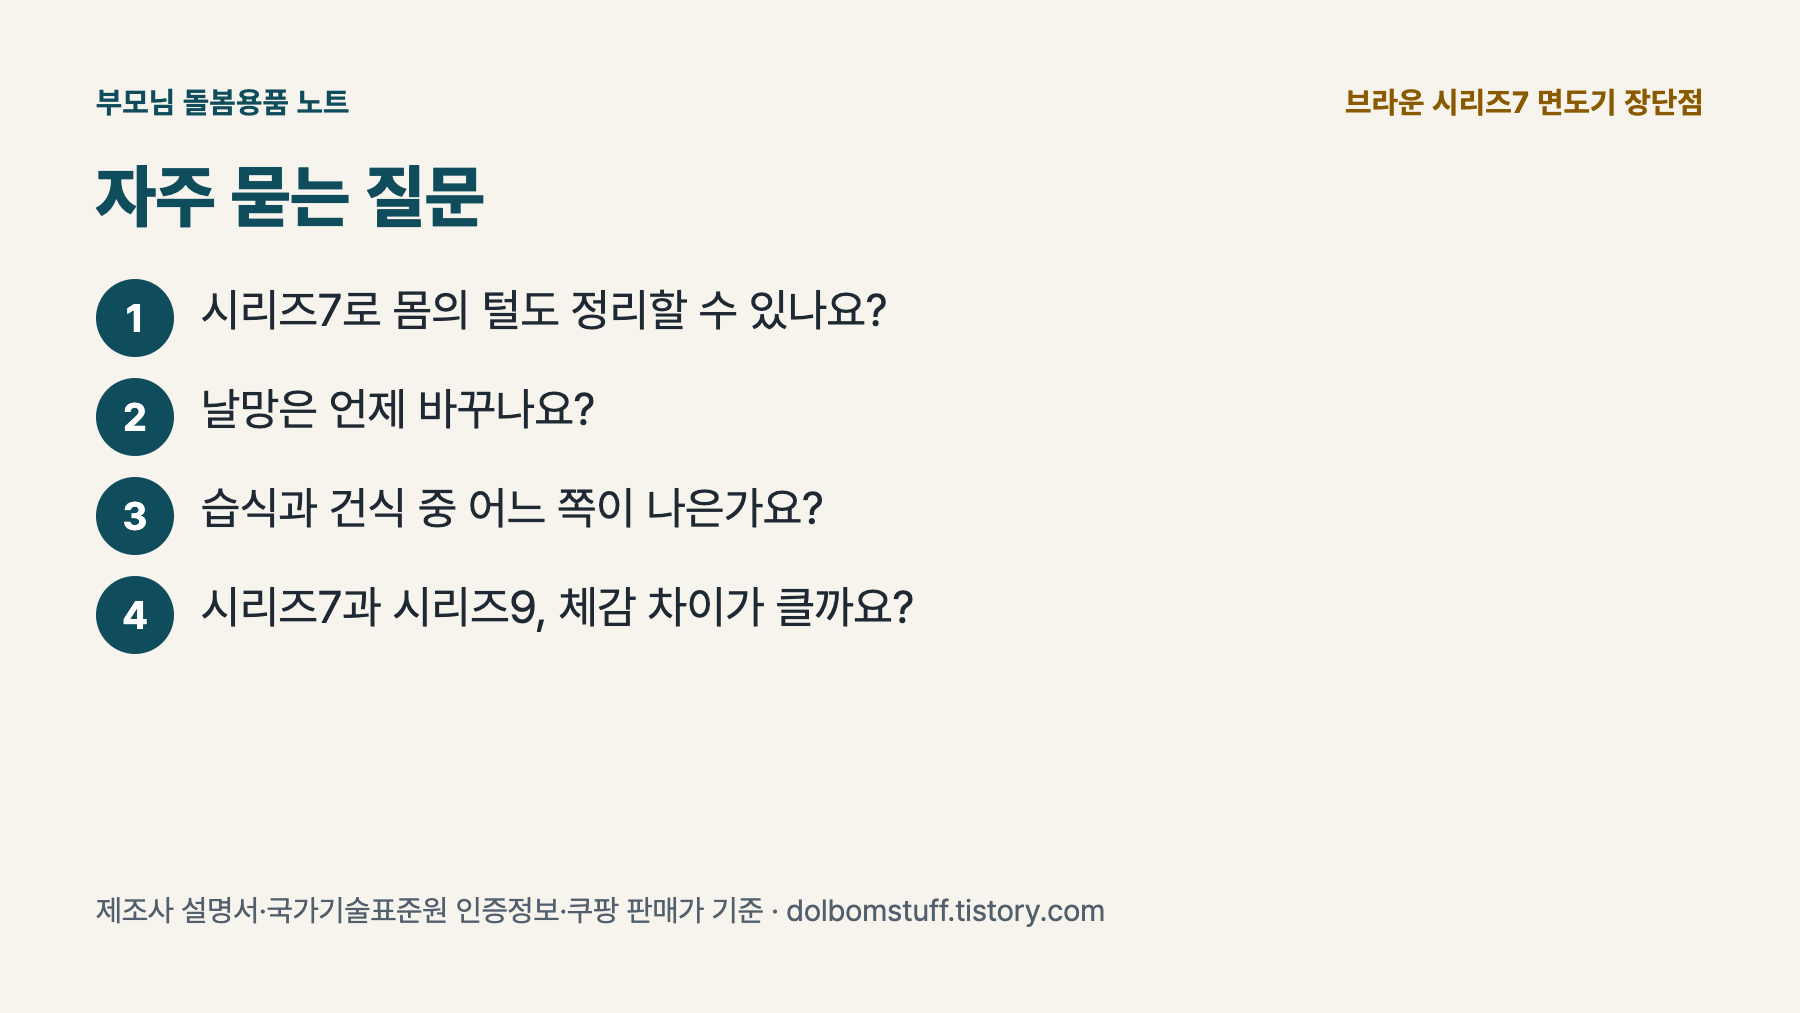 부모님 돌봄용품 노트
브라운 시리즈7 면도기 장단점
자주 묻는 질문
1 시리즈7로 몸의 털도 정리할 수 있나요?
2 날망은 언제 바꾸나요?
3 습식과 건식 중 어느 쪽이 나은가요?
4 시리즈7과 시리즈9, 체감 차이가 클까요?
제조사 설명서·국가기술표준원 인증정보·쿠팡 판매가 기준 · dolbomstuff.tistory.com